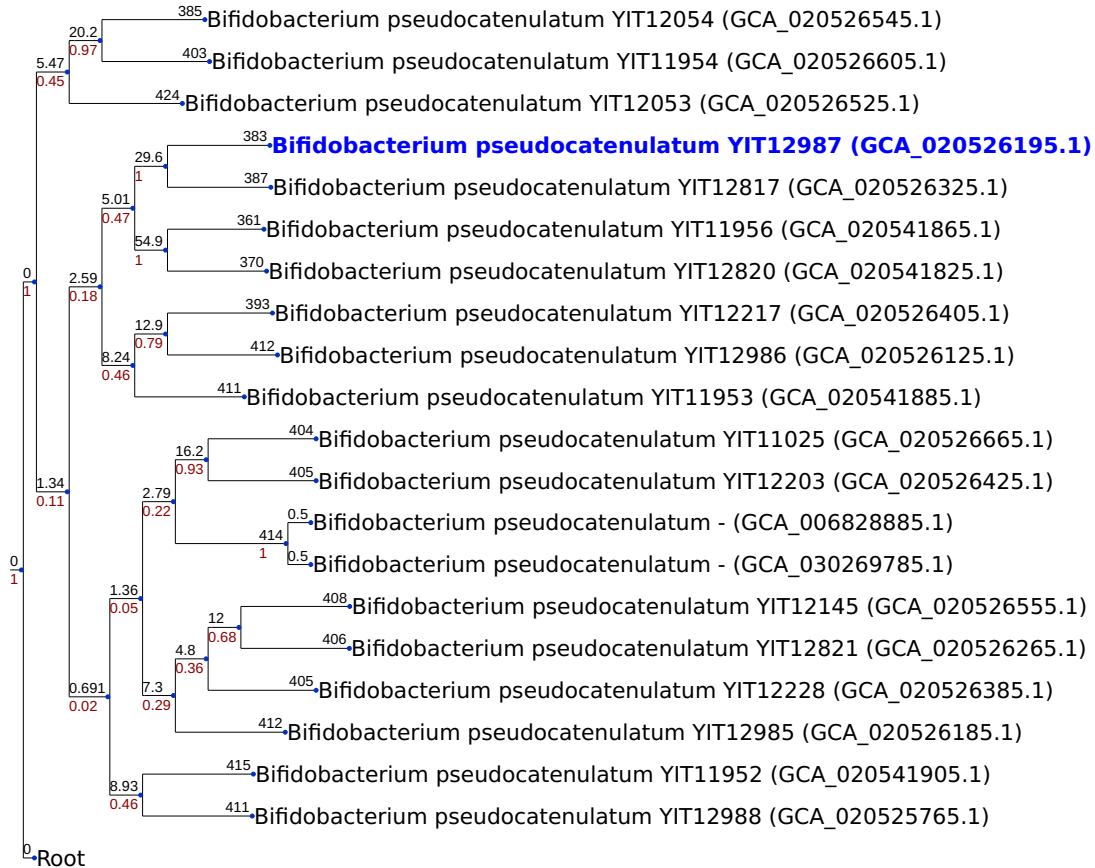 385
Bifidobacterium pseudocatenulatum YIT12054 (GCA_020526545.1)
20.2
0.97
403
Bifidobacterium pseudocatenulatum YIT11954 (GCA_020526605.1)
5.47
0.45
424
Bifidobacterium pseudocatenulatum YIT12053 (GCA_020526525.1)
383
Bifidobacterium pseudocatenulatum YIT12987 (GCA_020526195.1)
29.6
1
387
Bifidobacterium pseudocatenulatum YIT12817 (GCA_020526325.1)
5.01
0.47
361
Bifidobacterium pseudocatenulatum YIT11956 (GCA_020541865.1)
54.9
1
370
Bifidobacterium pseudocatenulatum YIT12820 (GCA_020541825.1)
0
1
2.59
0.18
393
Bifidobacterium pseudocatenulatum YIT12217 (GCA_020526405.1)
12.9
0.79
412
Bifidobacterium pseudocatenulatum YIT12986 (GCA_020526125.1)
8.24
0.46
411
Bifidobacterium pseudocatenulatum YIT11953 (GCA_020541885.1)
404
Bifidobacterium pseudocatenulatum YIT11025 (GCA_020526665.1)
16.2
0.93
405
Bifidobacterium pseudocatenulatum YIT12203 (GCA_020526425.1)
1.34
0.11
2.79
0.22
0.5
Bifidobacterium pseudocatenulatum - (GCA_006828885.1)
414
1
0.5
Bifidobacterium pseudocatenulatum - (GCA_030269785.1)
0
1
1.36
0.05
408
Bifidobacterium pseudocatenulatum YIT12145 (GCA_020526555.1)
12
0.68
406
Bifidobacterium pseudocatenulatum YIT12821 (GCA_020526265.1)
4.8
0.36
405
Bifidobacterium pseudocatenulatum YIT12228 (GCA_020526385.1)
0.691
0.02
7.3
0.29
412
Bifidobacterium pseudocatenulatum YIT12985 (GCA_020526185.1)
415
Bifidobacterium pseudocatenulatum YIT11952 (GCA_020541905.1)
8.93
0.46
411
Bifidobacterium pseudocatenulatum YIT12988 (GCA_020525765.1)
0
Root